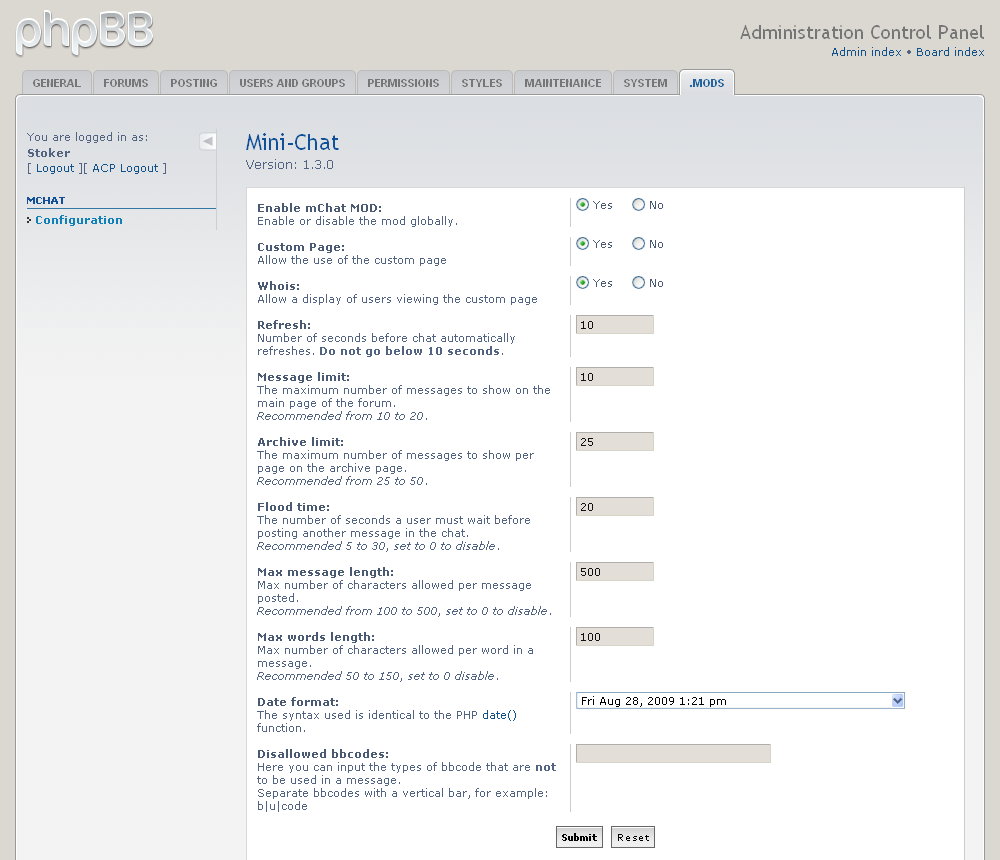 phpBB
Administration Control Panel
Admin index • Board index
GENERAL FORUMS POSTING USERS AND GROUPS PERMISSIONS STYLES MAINTENANCE SYSTEM .MODS
You are logged in as:
Stoker
[ Logout ][ ACP Logout ]
MCHAT
Configuration
Mini-Chat
Version: 1.3.0
Enable mChat MOD:
Enable or disable the mod globally.
Yes No
Custom Page:
Allow the use of the custom page
Yes No
Whois:
Allow a display of users viewing the custom page
Yes No
Refresh:
Number of seconds before chat automatically
refreshes. Do not go below 10 seconds.
10
Message limit:
The maximum number of messages to show on the
main page of the forum.
Recommended from 10 to 20.
10
Archive limit:
The maximum number of messages to show per
page on the archive page.
Recommended from 25 to 50.
25
Flood time:
The number of seconds a user must wait before
posting another message in the chat.
Recommended 5 to 30, set to 0 to disable.
20
Max message length:
Max number of characters allowed per message
posted.
Recommended from 100 to 500, set to 0 to disable.
500
Max words length:
Max number of characters allowed per word in a
message.
Recommended 50 to 150, set to 0 disable.
100
Date format:
The syntax used is identical to the PHP date()
function.
Fri Aug 28, 2009 1:21 pm
Disallowed bbcodes:
Here you can input the types of bbcode that are not
to be used in a message.
Separate bbcodes with a vertical bar, for example:
b|u|code
Submit Reset